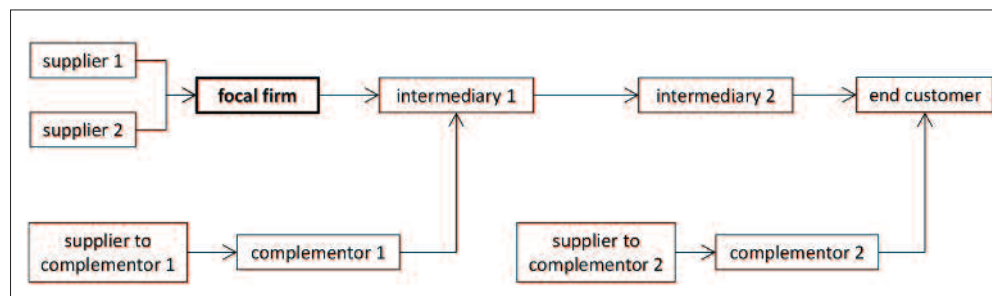 supplier 1
supplier 2
focal firm
intermediary 1
intermediary 2
end customer
supplier to
complementor 1
complementor 1
supplier to
complementor 2
complementor 2